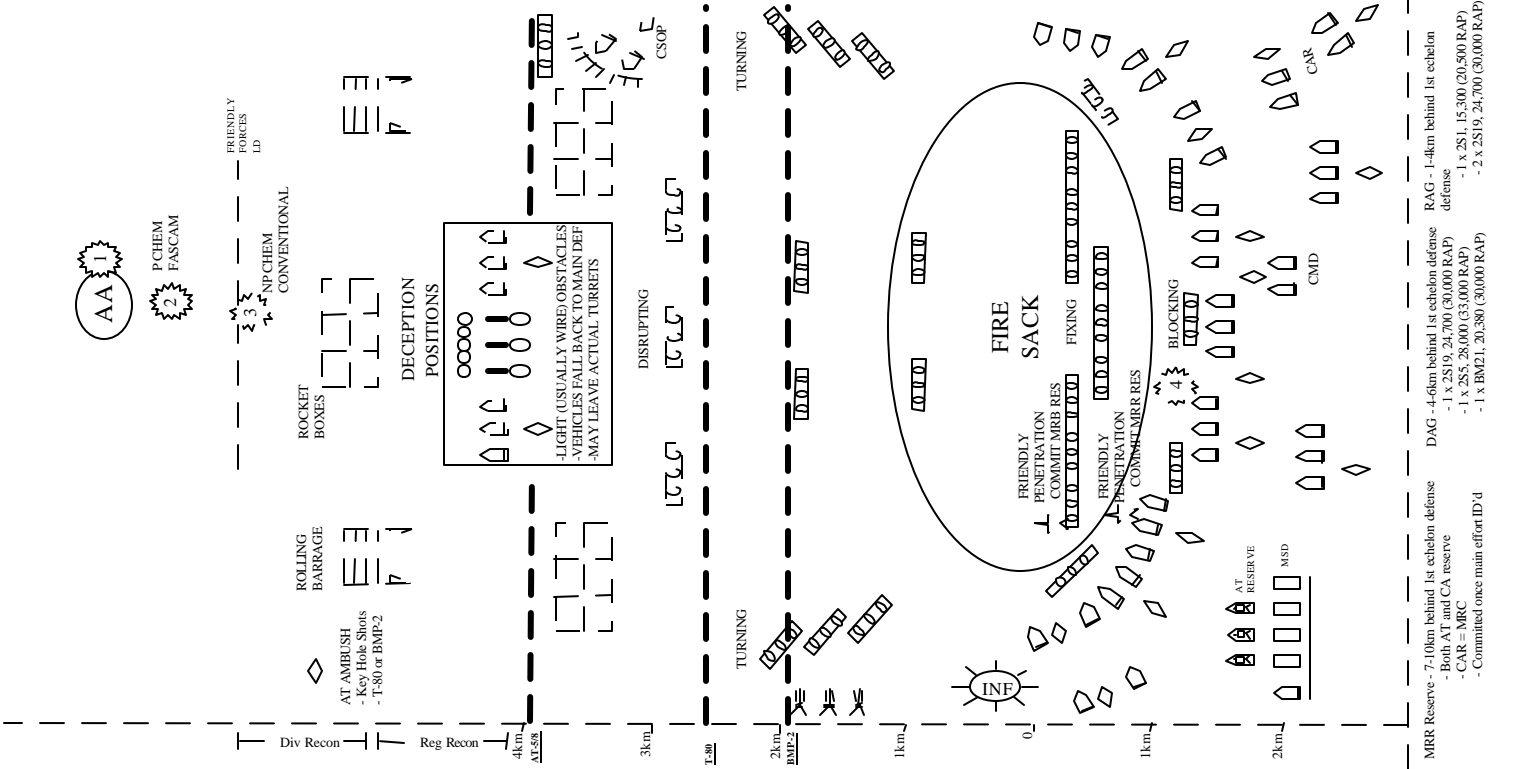 AA
1
2
P CHEM
FASCAM
FRIENDLY
FORCES
LD
3
NP CHEM
CONVENTIONAL
ROCKET
BOXES
ROLLING
BARRAGE
AT AMBUSH
- Key Hole Shots
- T-80 or BMP-2
DECEPTION
POSITIONS
-LIGHT (USUALLY WIRE) OBSTACLES
-VEHICLES FALL BACK TO MAIN DEF
-MAY LEAVE ACTUAL TURRETS
CSOP
DISRUPTING
TURNING
TURNING
FIRE
SACK
FIXING
FRIENDLY
PENETRATION
COMMIT MRB RES
FRIENDLY
PENETRATION
COMMIT MRR RES
BLOCKING
4
INF
CAR
CMD
AT
RESERVE
MSD
Div Recon
Reg Recon
4km
AT-5/8
3km
T-80
2km
BMP-2
1km
0
1km
2km
MRR Reserve - 7-10km behind 1st echelon defense
- Both AT and CA reserve
- CAR = MRC
- Committed once main effort ID'd
DAG - 4-6km behind 1st echelon defense
- 1 x 2S19, 24,700 (30,000 RAP)
- 1 x 2S5, 28,000 (33,000 RAP)
- 1 x BM21, 20,380 (30,000 RAP)
RAG - 1-4km behind 1st echelon
defense
- 1 x 2S1, 15,300 (20,500 RAP)
- 2 x 2S19, 24,700 (30,000 RAP)